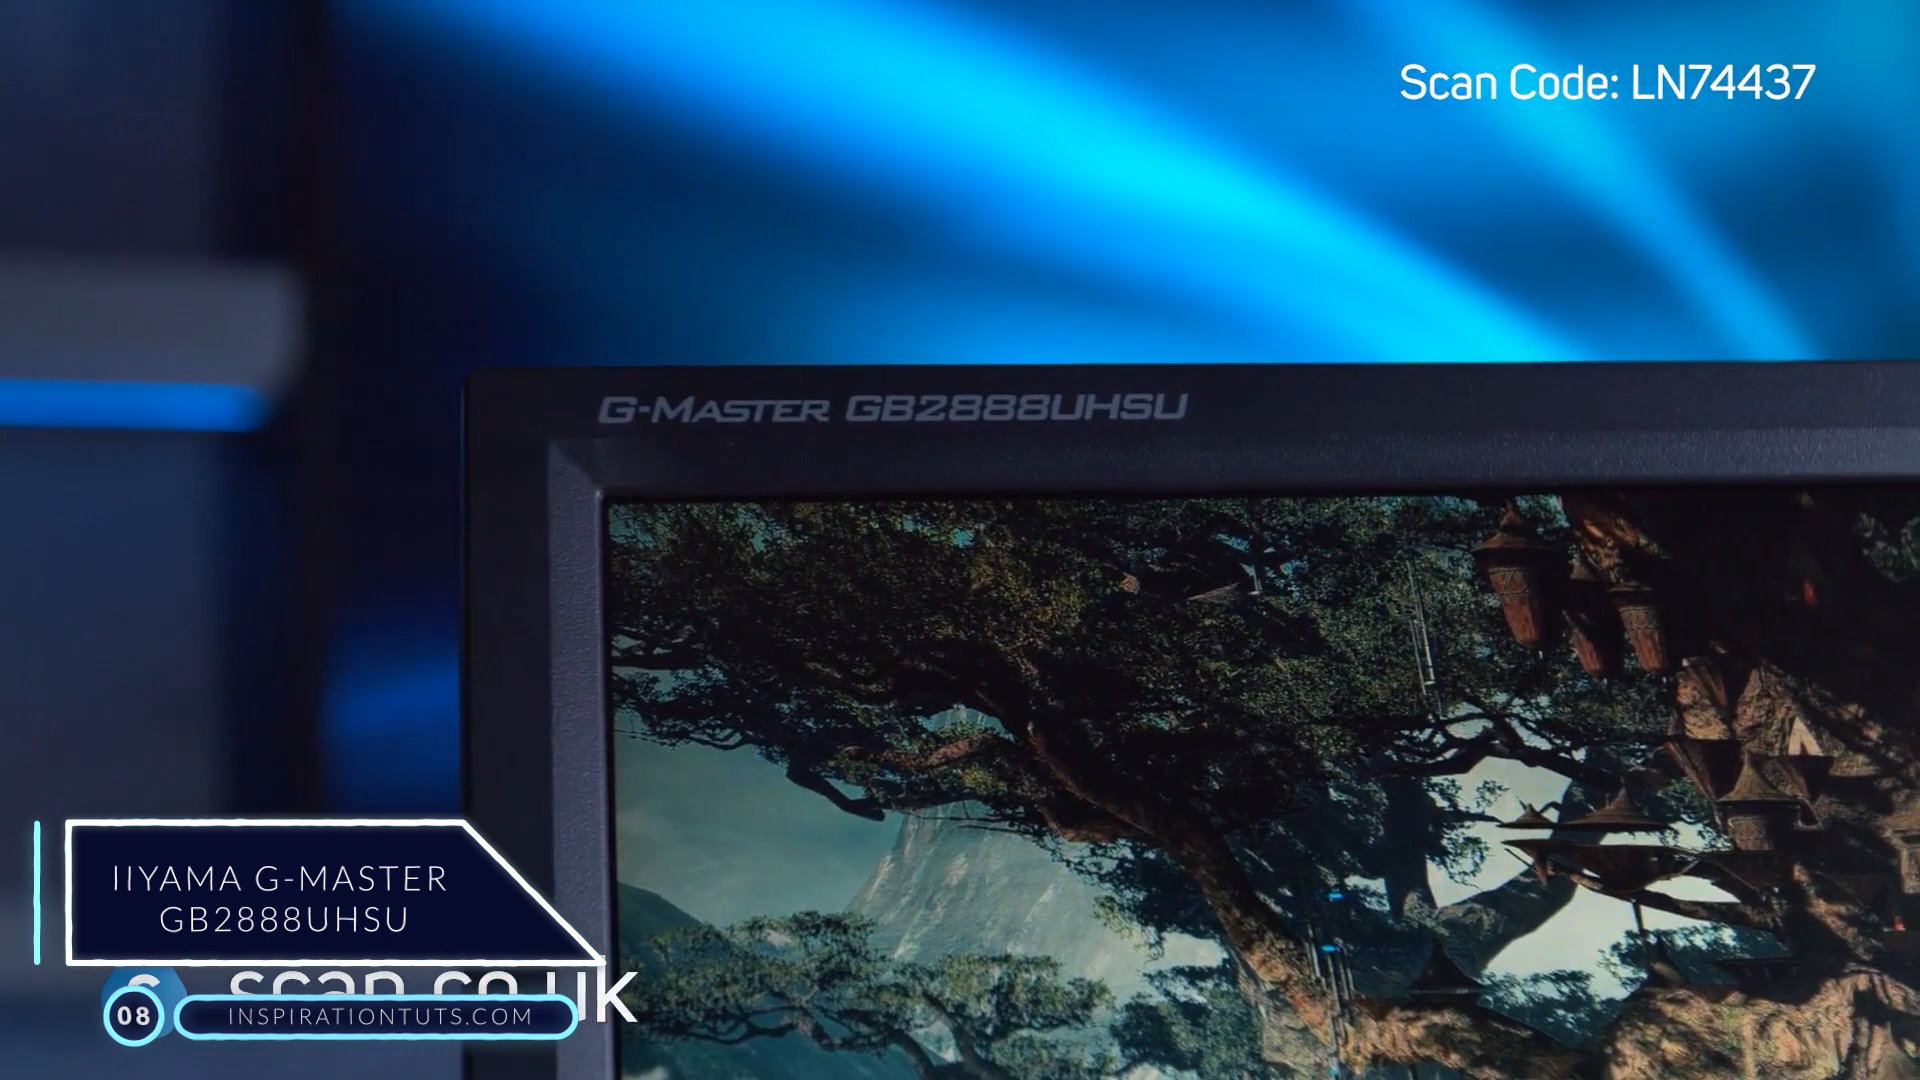 Scan Code: LN74437
G-MASTER GB2888UHSU
IIYAMA G-MASTER
GB2888UHSU
scan.co.uk
08
INSPIRATIONTUTS.COM